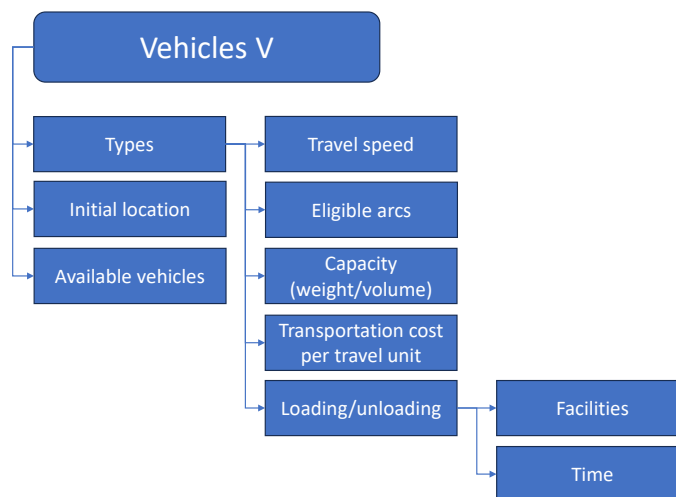 Vehicles V
Types
Travel speed
Initial location
Eligible arcs
Available vehicles
Capacity
(weight/volume)
Transportation cost
per travel unit
Loading/unloading
Facilities
Time